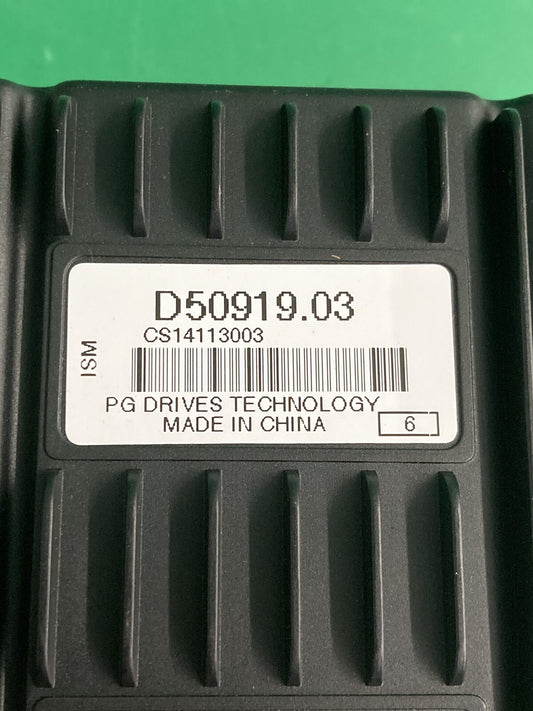 D50919.03
CS14113003
ISM
PG DRIVES TECHNOLOGY
MADE IN CHINA
6